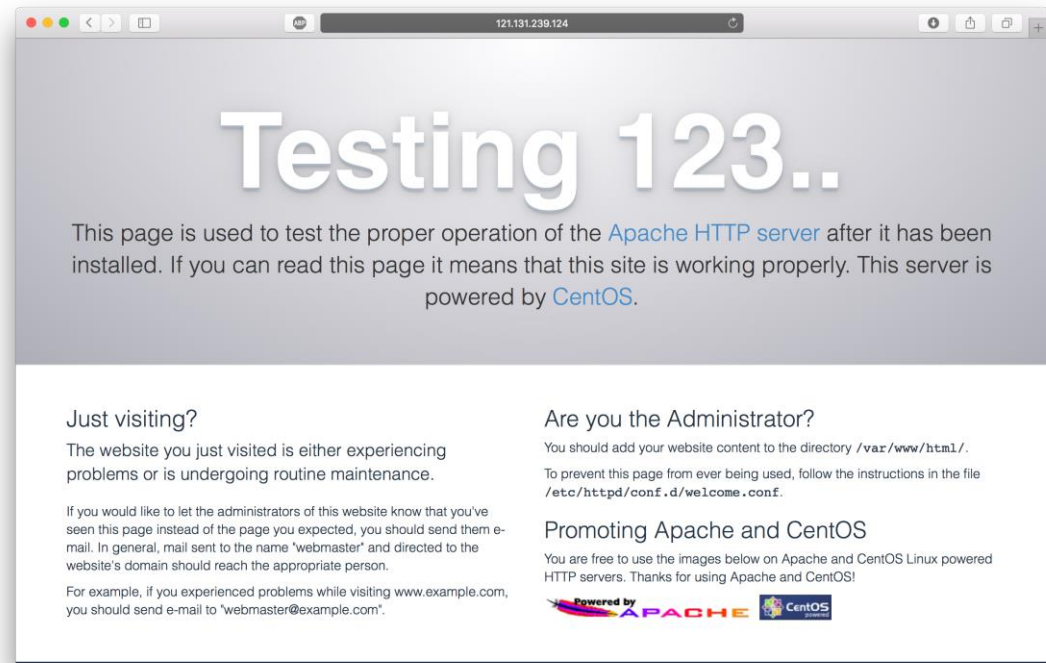 ABP
121.131.239.124
Testing 123..
This page is used to test the proper operation of the Apache HTTP server after it has been
installed. If you can read this page it means that this site is working properly. This server is
powered by CentOS.
Just visiting?
The website you just visited is either experiencing
problems or is undergoing routine maintenance.
If you would like to let the administrators of this website know that you've
seen this page instead of the page you expected, you should send them e-
mail. In general, mail sent to the name "webmaster" and directed to the
website's domain should reach the appropriate person.
For example, if you experienced problems while visiting www.example.com,
you should send e-mail to "webmaster@example.com".
Are you the Administrator?
You should add your website content to the directory /var/www/html/.
To prevent this page from ever being used, follow the instructions in the file
/etc/httpd/conf.d/welcome.conf.
Promoting Apache and CentOS
You are free to use the images below on Apache and CentOS Linux powered
HTTP servers. Thanks for using Apache and CentOS!
Powered by
APACHE
CentOS
powered